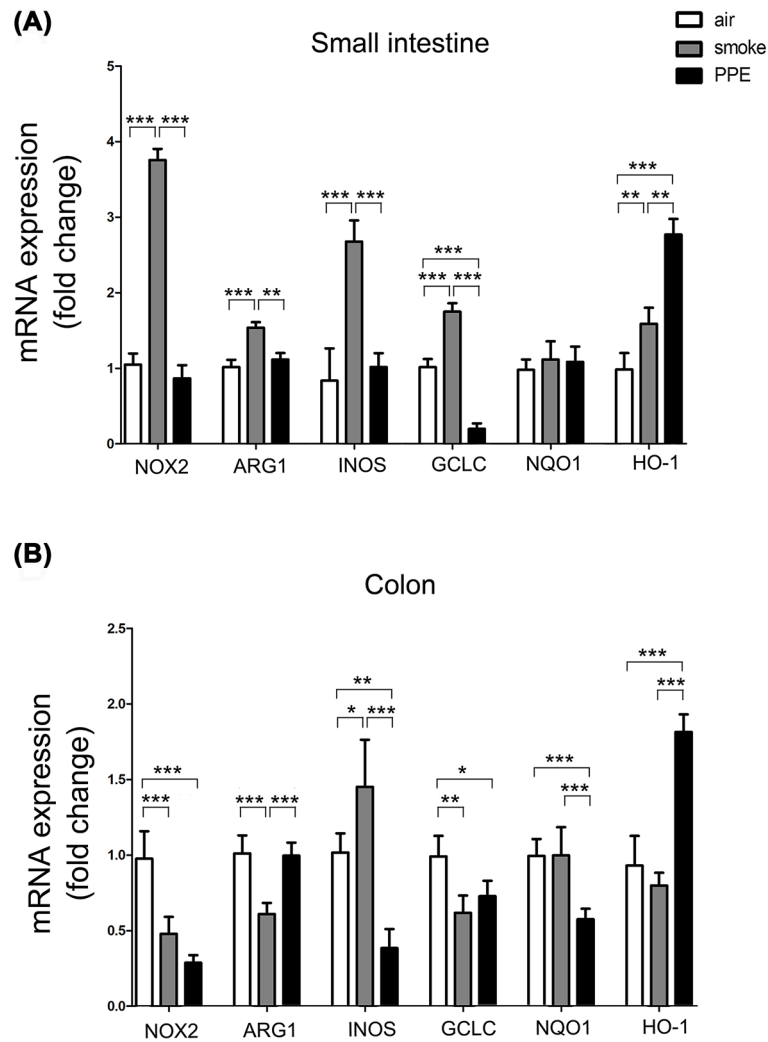 (A)
Small intestine
air
smoke
PPE
mRNA expression
(fold change)
5
4
3
2
1
0
*** ***
*** **
*** ***
***
*** ***
***
** **
NOX2 ARG1 INOS GCLC NQO1 HO-1
(B)
Colon
mRNA expression
(fold change)
2.5
2.0
1.5
1.0
0.5
0.0
***
***
*** ***
**
* ***
*
**
***
***
***
***
NOX2 ARG1 INOS GCLC NQO1 HO-1